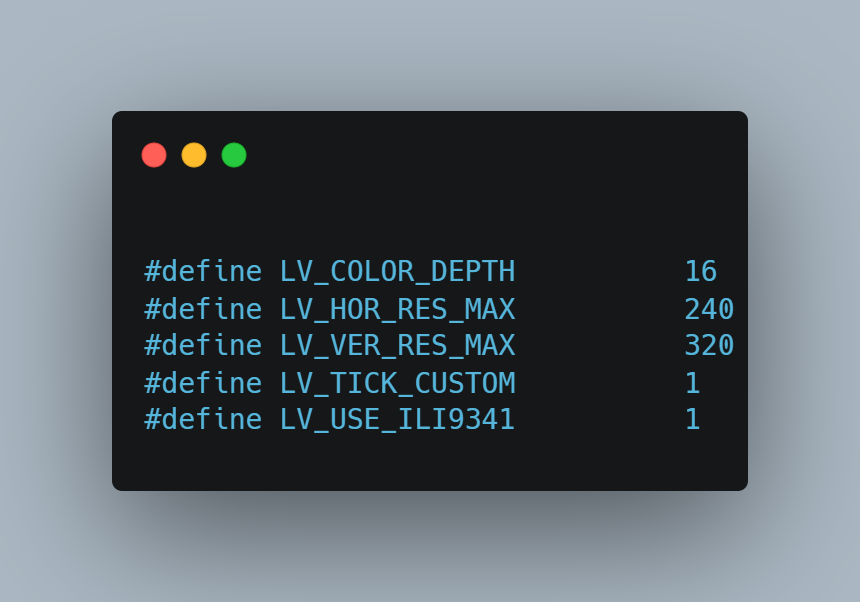 #define LV_COLOR_DEPTH          16
#define LV_HOR_RES_MAX          240
#define LV_VER_RES_MAX          320
#define LV_TICK_CUSTOM          1
#define LV_USE_ILI9341          1